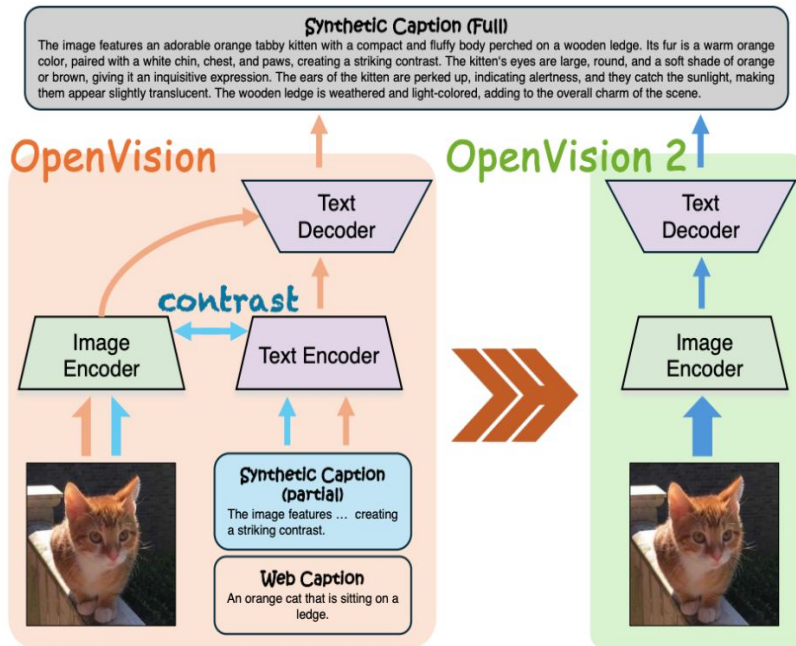 Synthetic Caption (Full)
The image features an adorable orange tabby kitten with a compact and fluffy body perched on a wooden ledge. Its fur is a warm orange
color, paired with a white chin, chest, and paws, creating a striking contrast. The kitten's eyes are large, round, and a soft shade of orange
or brown, giving it an inquisitive expression. The ears of the kitten are perked up, indicating alertness, and they catch the sunlight, making
them appear slightly translucent. The wooden ledge is weathered and light-colored, adding to the overall charm of the scene.
OpenVision
Text
Decoder
contrast
Image
Encoder
Text Encoder
Synthetic Caption
(partial)
The image features ... creating
a striking contrast.
Web Caption
An orange cat that is sitting on a
ledge.
OpenVision 2
Text
Decoder
Image
Encoder